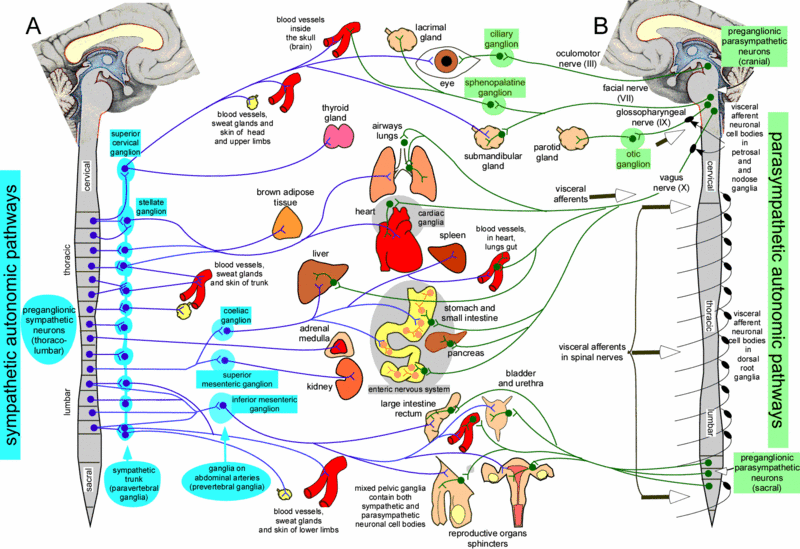 A
B
sympathetic autonomic pathways
parasympathetic autonomic pathways
blood vessels
inside
the skull
(brain)
lacrimal
gland
eye
ciliary
ganglion
oculomotor
nerve (III)
preganglionic
parasympathetic
neurons
(cranial)
sphenopalatine
ganglion
facial nerve
(VII)
blood vessels,
sweat glands and
skin of head
and upper limbs
thyroid
gland
superior
cervical
ganglion
airways
lungs
submandibular
gland
parotid
gland
otic
ganglion
glossopharyngeal
nerve (IX)
visceral
afferent
neuronal
cell bodies
in
petrosal
and
and
nodose
ganglia
cervical
cervical
stellate
ganglion
brown adipose
tissue
heart
cardiac
ganglia
visceral
afferents
vagus
nerve (X)
thoracic
blood vessels,
sweat glands
and skin of trunk
liver
spleen
blood vessels,
in heart,
lungs gut
preganglionic
sympathetic
neurons
(thoraco-
lumbar)
coeliac
ganglion
adrenal
medulla
stomach and
small intestine
pancreas
thoracic
visceral
afferent
neuronal
cell bodies in
dorsal
root ganglia
visceral afferents
in spinal nerves
superior
mesenteric ganglion
kidney
enteric nervous system
bladder
and urethra
lumbar
inferior mesenteric
ganglion
large intestine
rectum
lumbar
sacral
sympathetic
trunk
(paravertebral
ganglia)
ganglia on
abdominal arteries
(prevertebral ganglia)
blood vessels,
sweat glands
and skin of lower limbs
mixed pelvic ganglia
contain both
sympathetic and
parasympathetic
neuronal cell bodies
reproductive organs
sphincters
preganglionic
parasympathetic
neurons
(sacral)
sacral